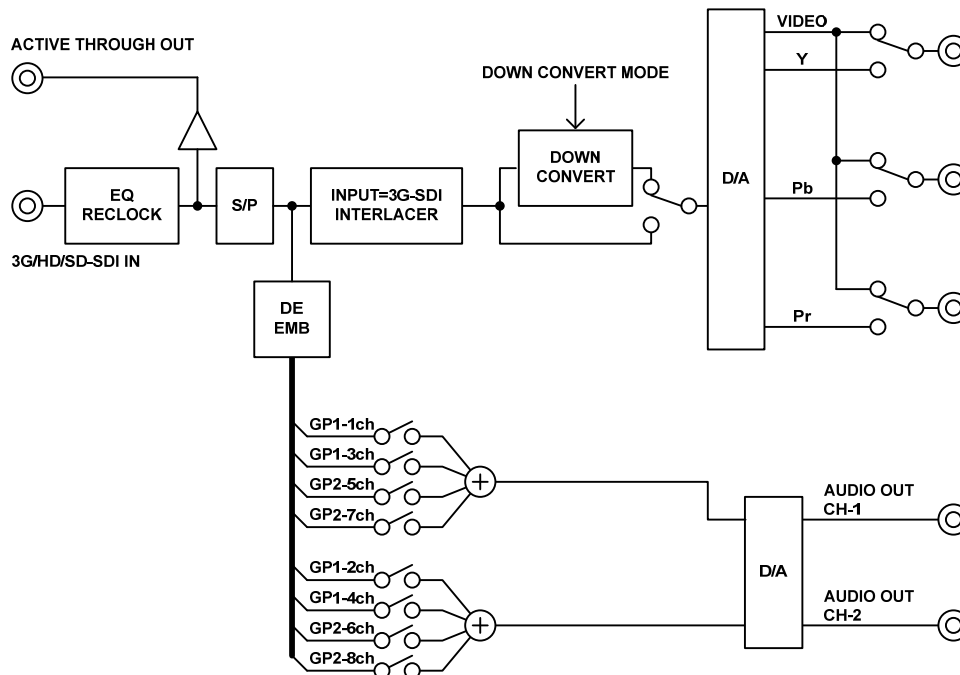 ACTIVE THROUGH OUT
DOWN CONVERT MODE
VIDEO
Y
EQ
RECLOCK
S/P
INPUT=3G-SDI
INTERLACER
DOWN
CONVERT
D/A
Pb
3G/HD/SD-SDI IN
DE
EMB
Pr
GP1-1ch
GP1-3ch
GP2-5ch
GP2-7ch
AUDIO OUT
CH-1
D/A
GP1-2ch
GP1-4ch
GP2-6ch
GP2-8ch
AUDIO OUT
CH-2